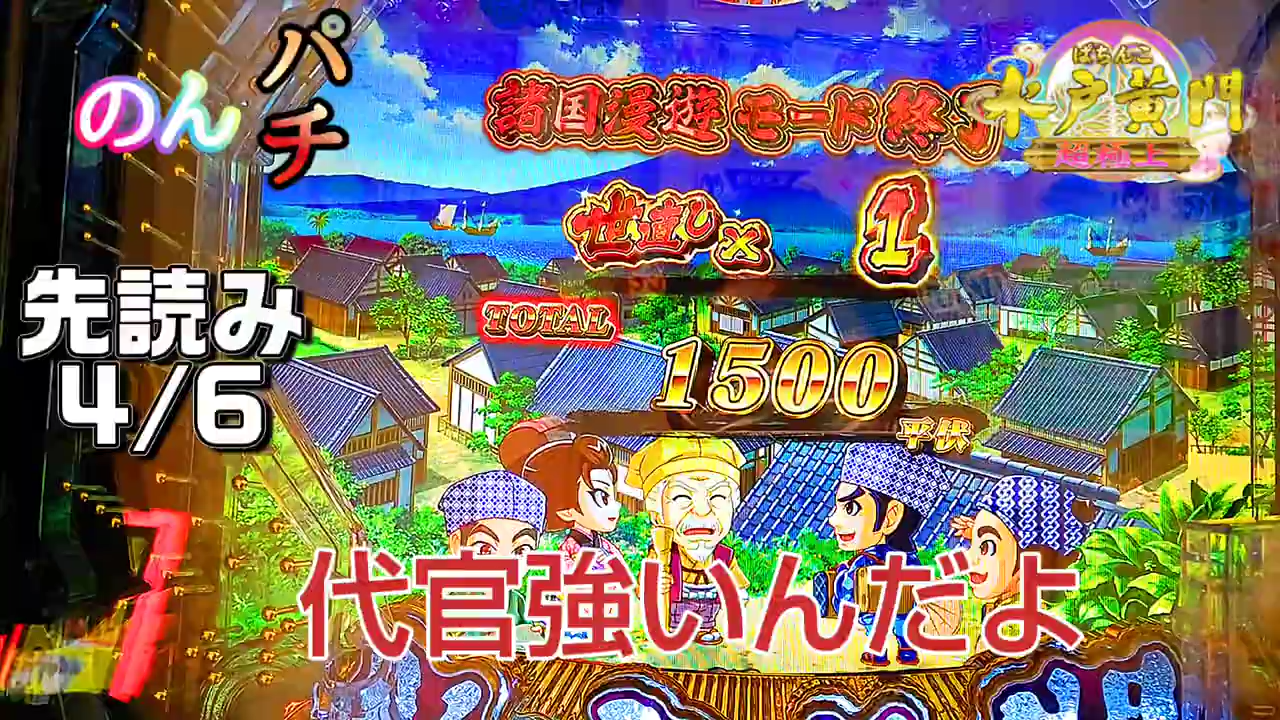 のん
パチ
諸国漫遊モード終了
ぱちんこ
水戸黄門
超極上
世直し×1
TOTAL
1500
平伏
先読み
4/6
7
代官強いんだよ